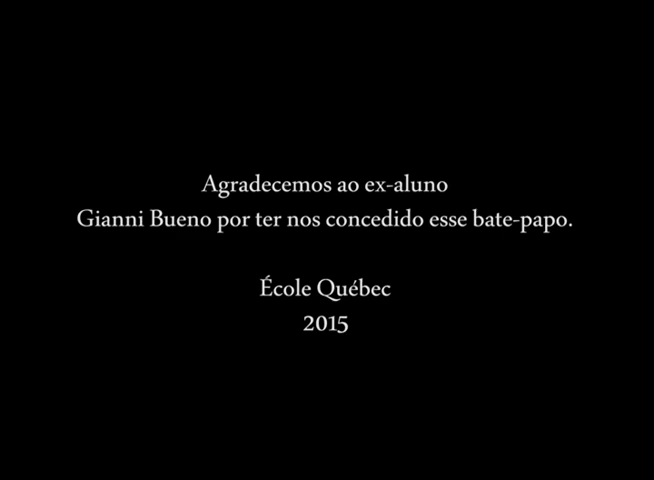 Agradecemos ao ex-aluno
Gianni Bueno por ter nos concedido esse bate-papo.
École Québec
2015